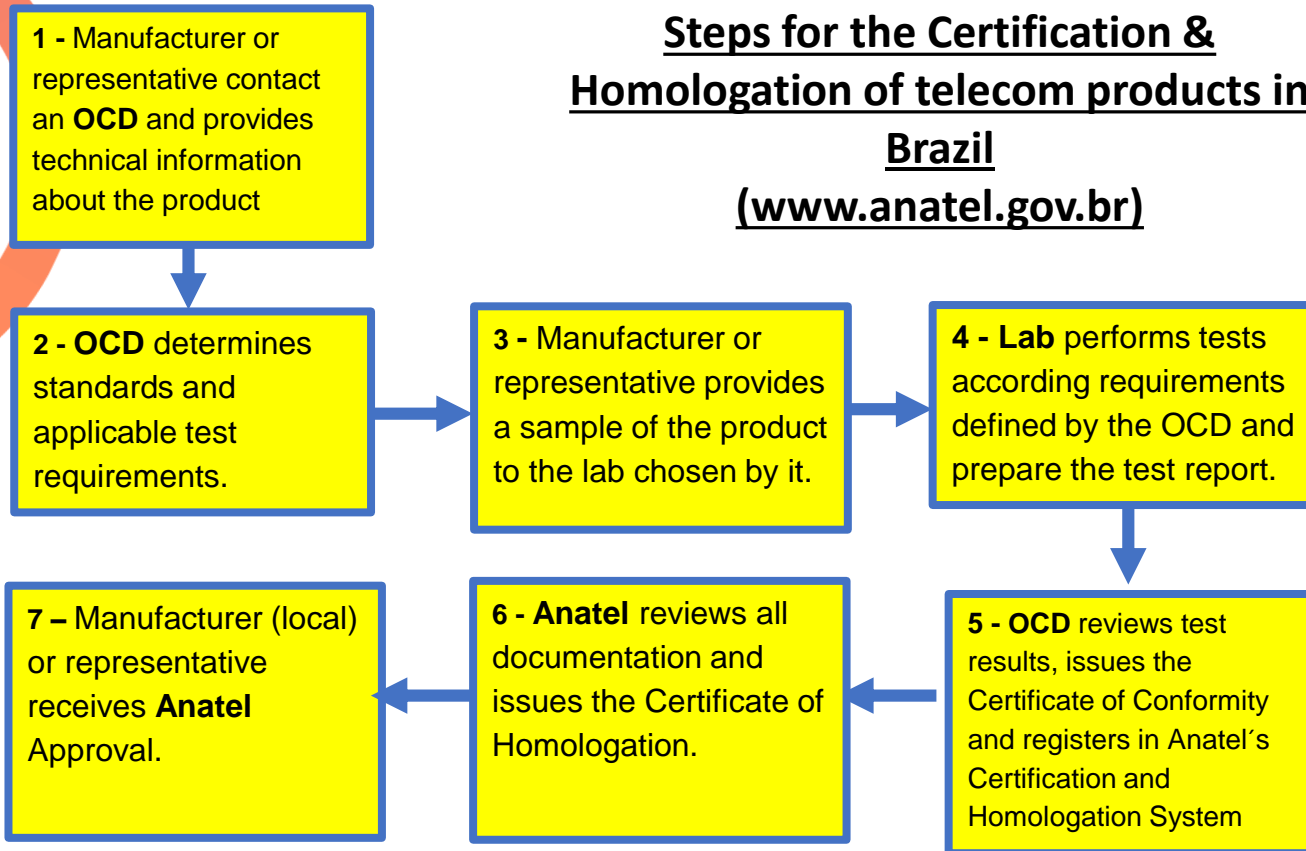 Steps for the Certification &
Homologation of telecom products in
Brazil
(www.anatel.gov.br)
1 - Manufacturer or
representative contact
an OCD and provides
technical information
about the product
2 - OCD determines
standards and
applicable test
requirements.
3 - Manufacturer or
representative provides
a sample of the product
to the lab chosen by it.
4 - Lab performs tests
according requirements
defined by the OCD and
prepare the test report.
5 - OCD reviews test
results, issues the
Certificate of Conformity
and registers in Anatel´s
Certification and
Homologation System
6 - Anatel reviews all
documentation and
issues the Certificate of
Homologation.
7 – Manufacturer (local)
or representative
receives Anatel
Approval.